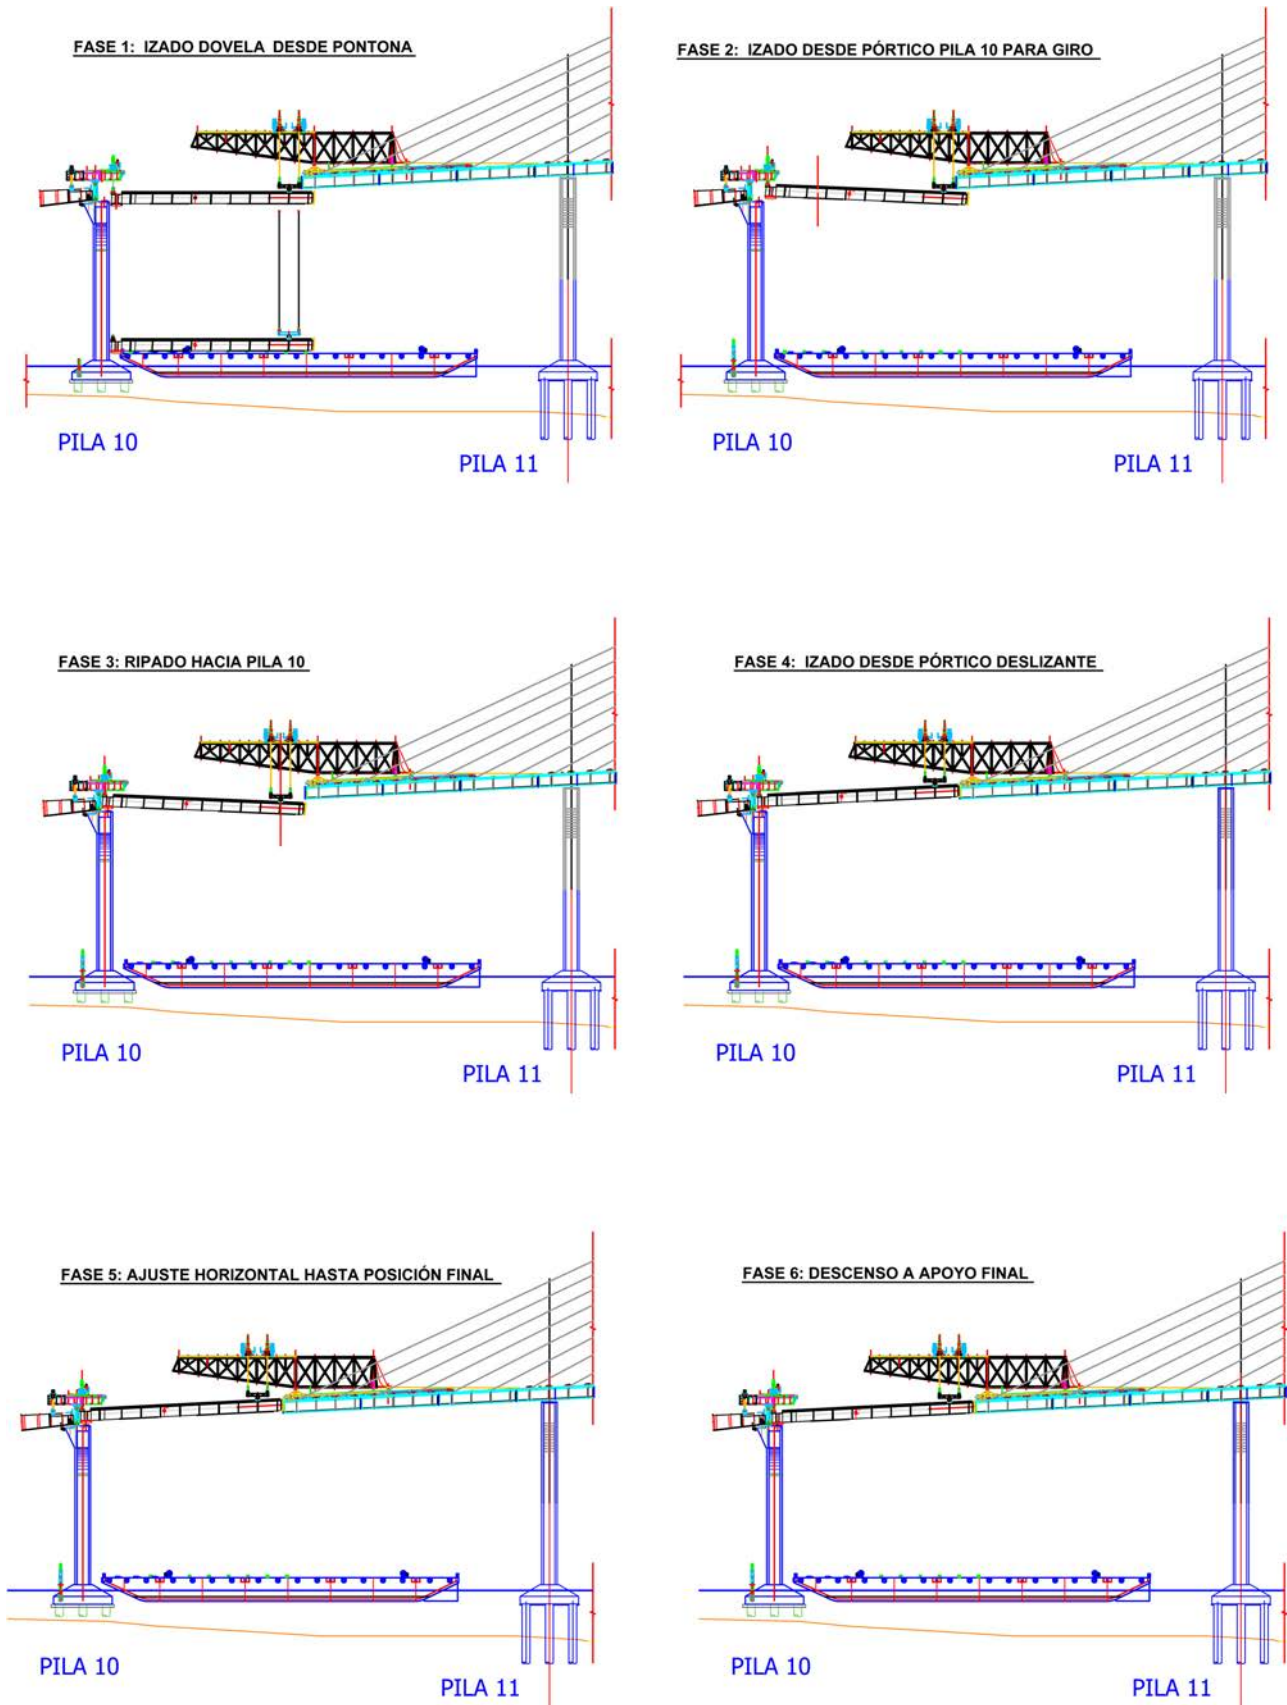 FASE 1: IZADO DOVELA DESDE PONTONA
FASE 2: IZADO DESDE PÓRTICO PILA 10 PARA GIRO
PILA 10
PILA 11
PILA 10
PILA 11
FASE 3: RIPADO HACIA PILA 10
FASE 4: IZADO DESDE PÓRTICO DESLIZANTE
PILA 10
PILA 11
PILA 10
PILA 11
FASE 5: AJUSTE HORIZONTAL HASTA POSICIÓN FINAL
FASE 6: DESCENSO A APOYO FINAL
PILA 10
PILA 11
PILA 10
PILA 11